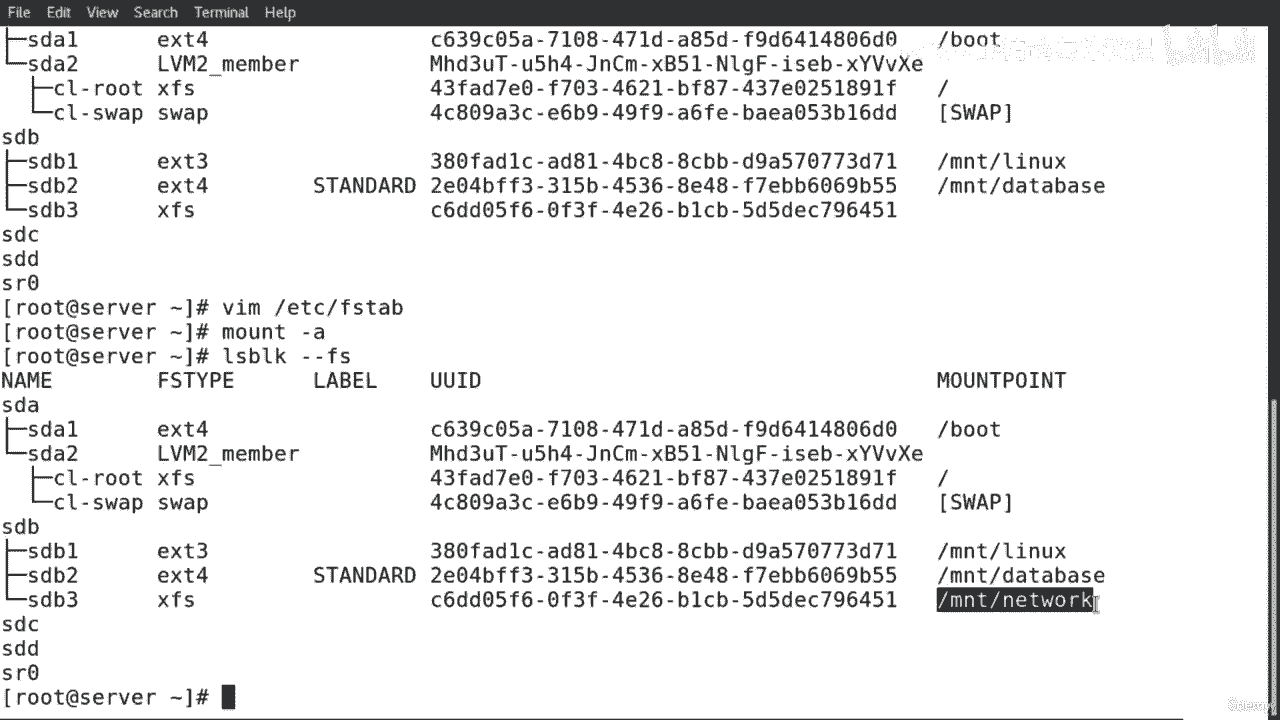 File Edit View Search Terminal Help
├─sda1 ext4 c639c05a-7108-471d-a85d-f9d6414806d0 /boot
└─sda2 LVM2_member Mhd3uT-u5h4-JnCm-xB51-NlgF-iseb-xYVvXe
├─cl-root xfs 43fad7e0-f703-4621-bf87-437e0251891f /
└─cl-swap swap 4c809a3c-e6b9-49f9-a6fe-baea053b16dd [SWAP]
sdb
├─sdb1 ext3 380fad1c-ad81-4bc8-8cbb-d9a570773d71 /mnt/linux
├─sdb2 ext4 STANDARD 2e04bff3-315b-4536-8e48-f7ebb6069b55 /mnt/database
└─sdb3 xfs c6dd05f6-0f3f-4e26-b1cb-5d5dec796451
sdc
sdd
sr0
[root@server ~]# vim /etc/fstab
[root@server ~]# mount -a
[root@server ~]# lsblk --fs
NAME FSTYPE LABEL UUID MOUNTPOINT
sda
├─sda1 ext4 c639c05a-7108-471d-a85d-f9d6414806d0 /boot
└─sda2 LVM2_member Mhd3uT-u5h4-JnCm-xB51-NlgF-iseb-xYVvXe
├─cl-root xfs 43fad7e0-f703-4621-bf87-437e0251891f /
└─cl-swap swap 4c809a3c-e6b9-49f9-a6fe-baea053b16dd [SWAP]
sdb
├─sdb1 ext3 380fad1c-ad81-4bc8-8cbb-d9a570773d71 /mnt/linux
├─sdb2 ext4 STANDARD 2e04bff3-315b-4536-8e48-f7ebb6069b55 /mnt/database
└─sdb3 xfs c6dd05f6-0f3f-4e26-b1cb-5d5dec796451 /mnt/network
sdc
sdd
sr0
[root@server ~]#
Udemy